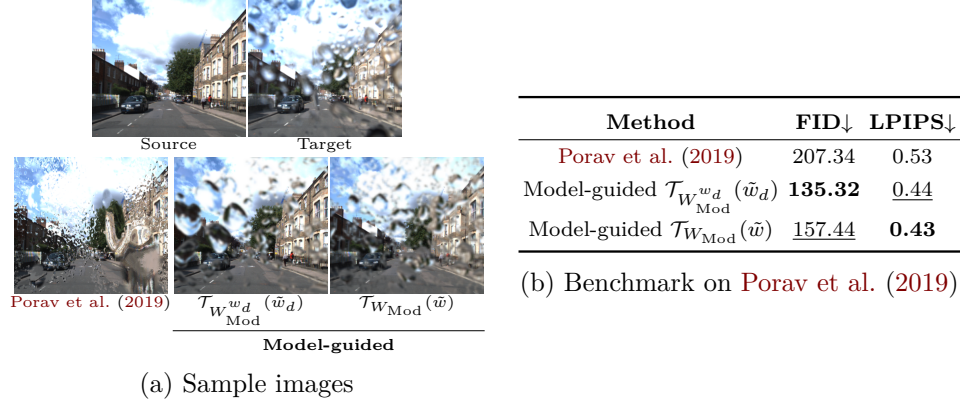 Source Target
Porav et al. (2019) 𝒯_{W_{Mod}^{w_d}}(w̃_d) 𝒯_{W_{Mod}}(w̃)
Model-guided
(a) Sample images
Method FID↓ LPIPS↓
Porav et al. (2019) 207.34 0.53
Model-guided 𝒯_{W_{Mod}^{w_d}}(w̃_d) 135.32 0.44
Model-guided 𝒯_{W_{Mod}}(w̃) 157.44 0.43
(b) Benchmark on Porav et al. (2019)